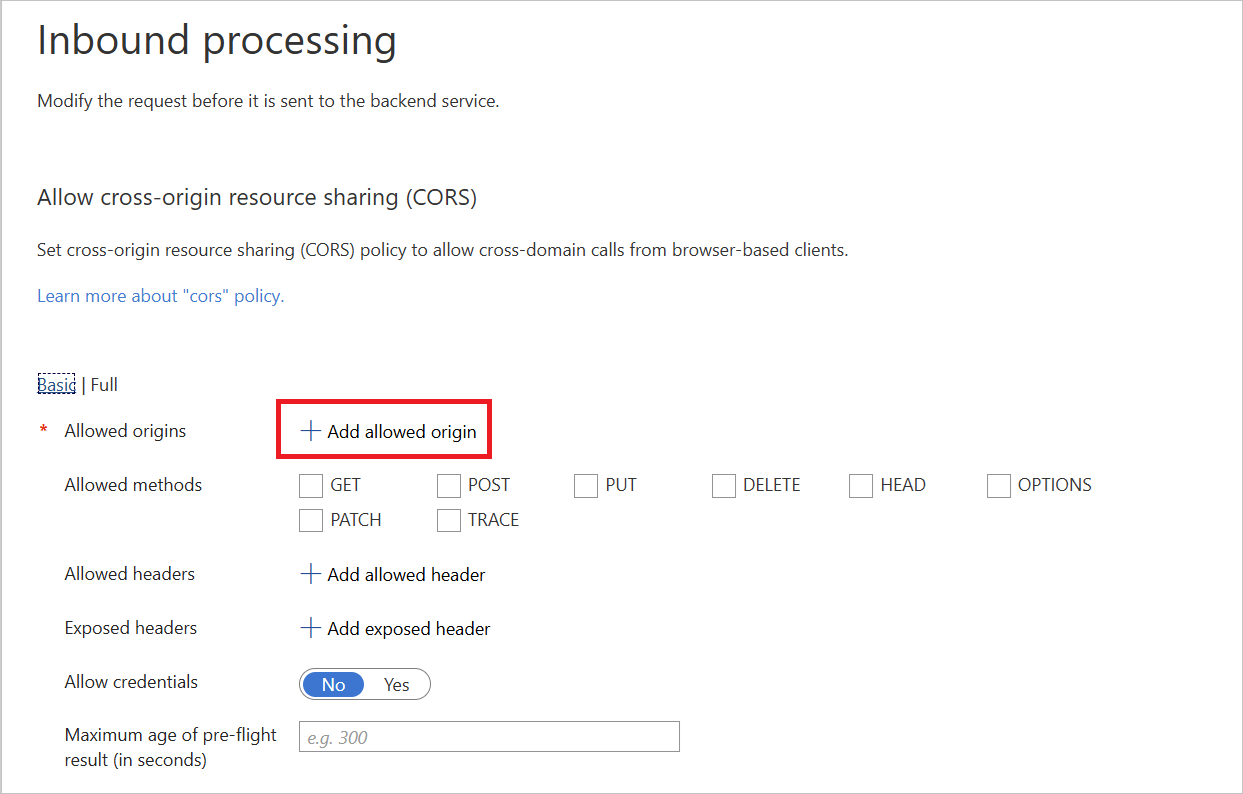 Inbound processing
Modify the request before it is sent to the backend service.
Allow cross-origin resource sharing (CORS)
Set cross-origin resource sharing (CORS) policy to allow cross-domain calls from browser-based clients.
Learn more about "cors" policy.
Basic | Full
* Allowed origins + Add allowed origin
Allowed methods GET POST PUT DELETE HEAD OPTIONS
PATCH TRACE
Allowed headers + Add allowed header
Exposed headers + Add exposed header
Allow credentials No Yes
Maximum age of pre-flight e.g. 300
result (in seconds)